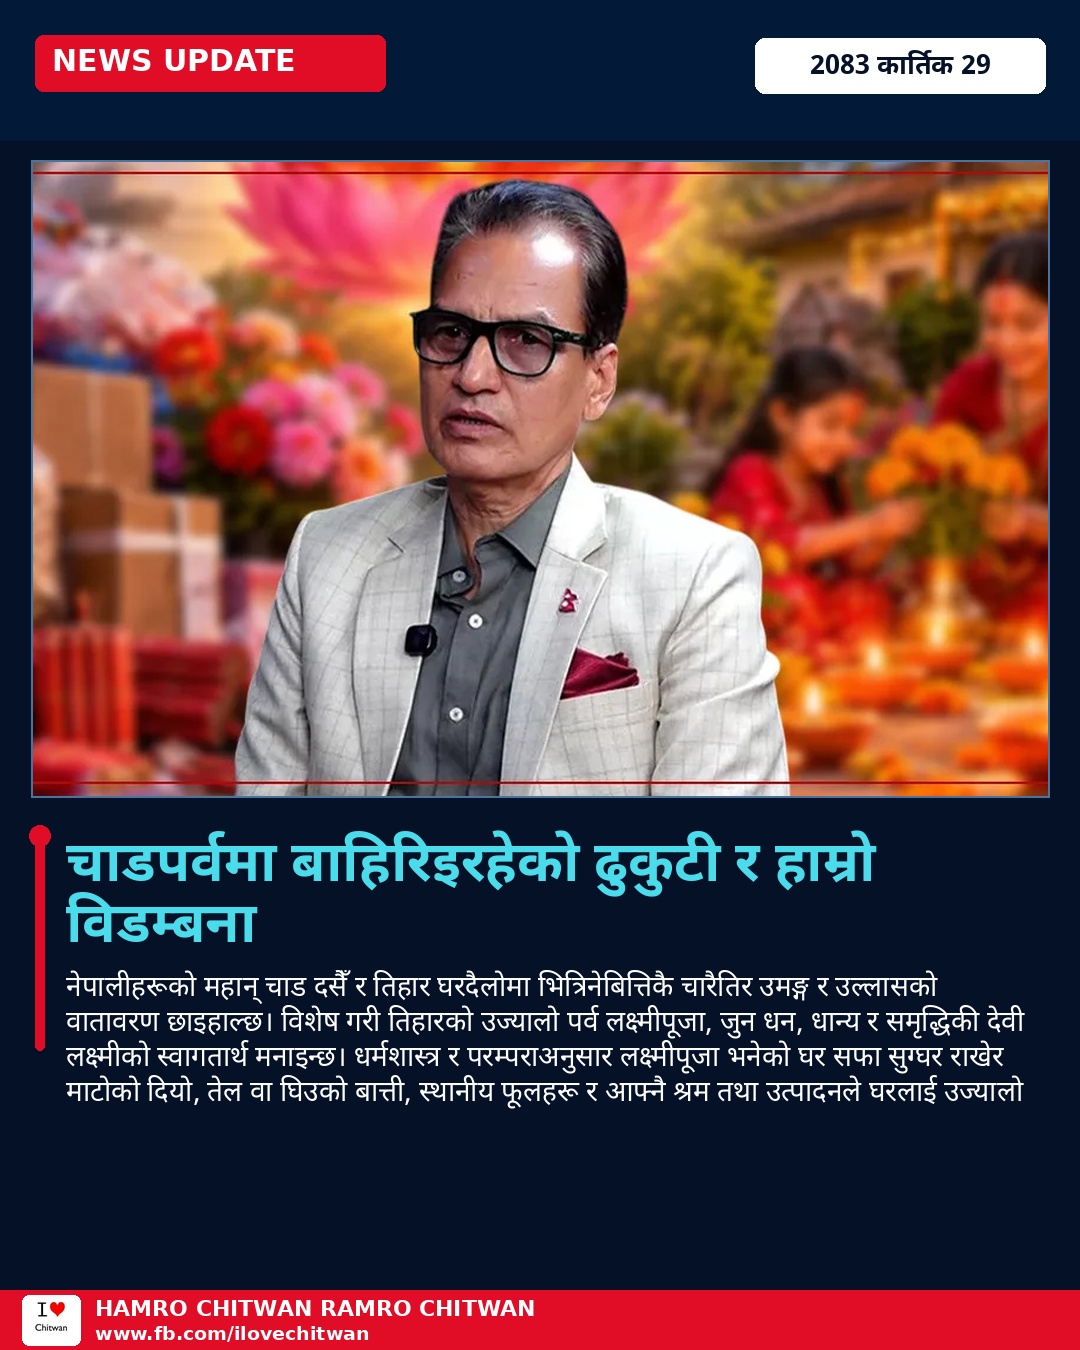 NEWS UPDATE
2083 कार्तिक 29
चाडपर्वमा बाहिरिइरहेको ढुकुटी र हाम्रो
विडम्बना
नेपालीहरूको महान् चाड दसैँ र तिहार घरदैलोमा भित्रिनेबित्तिकै चारैतिर उमङ्ग र उल्लासको
वातावरण छाइहाल्छ। विशेष गरी तिहारको उज्यालो पर्व लक्ष्मीपूजा, जुन धन, धान्य र समृद्धिकी देवी
लक्ष्मीको स्वागतार्थ मनाइन्छ। धर्मशास्त्र र परम्पराअनुसार लक्ष्मीपूजा भनेको घर सफा सुग्घर राखेर
माटोको दियो, तेल वा घिउको बात्ती, स्थानीय फूलहरू र आफ्नै श्रम तथा उत्पादनले घरलाई उज्यालो
I❤
Chitwan
HAMRO CHITWAN RAMRO CHITWAN
www.fb.com/ilovechitwan